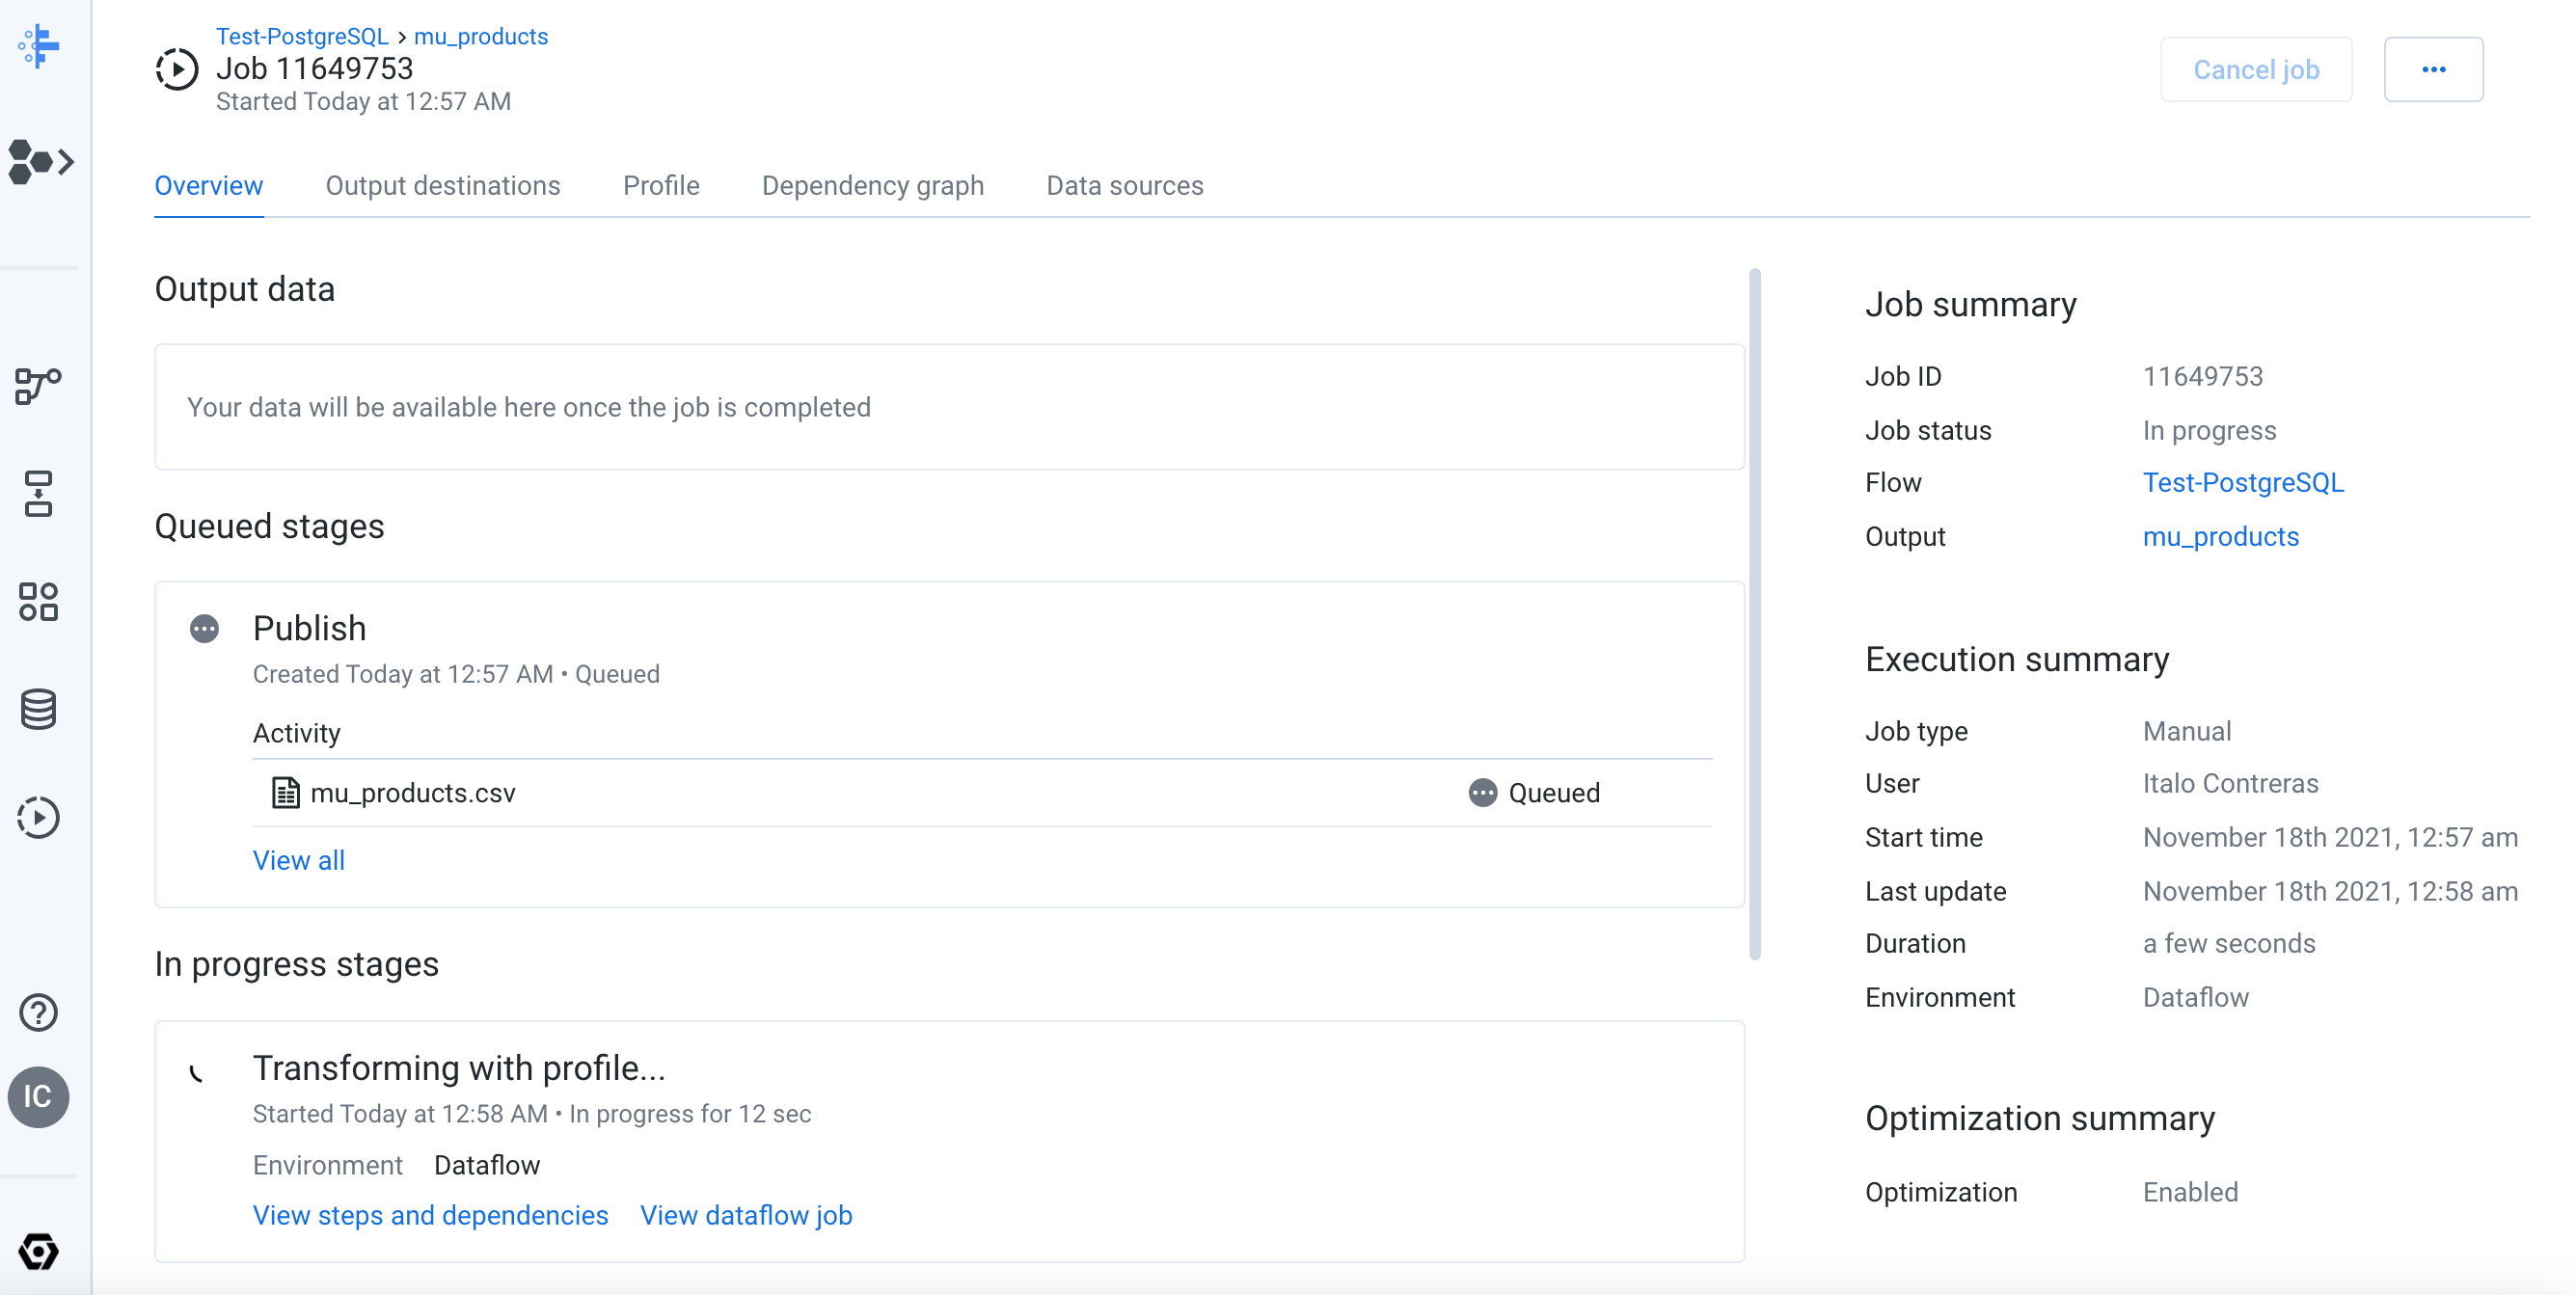 Test-PostgreSQL > mu_products
Job 11649753
Started Today at 12:57 AM
Cancel job
Overview
Output destinations
Profile
Dependency graph
Data sources
Output data
Your data will be available here once the job is completed
Queued stages
Publish
Created Today at 12:57 AM • Queued
Activity
mu_products.csv
Queued
View all
In progress stages
Transforming with profile...
Started Today at 12:58 AM • In progress for 12 sec
Environment Dataflow
View steps and dependencies View dataflow job
Job summary
Job ID 11649753
Job status In progress
Flow Test-PostgreSQL
Output mu_products
Execution summary
Job type Manual
User Italo Contreras
Start time November 18th 2021, 12:57 am
Last update November 18th 2021, 12:58 am
Duration a few seconds
Environment Dataflow
Optimization summary
Optimization Enabled
IC